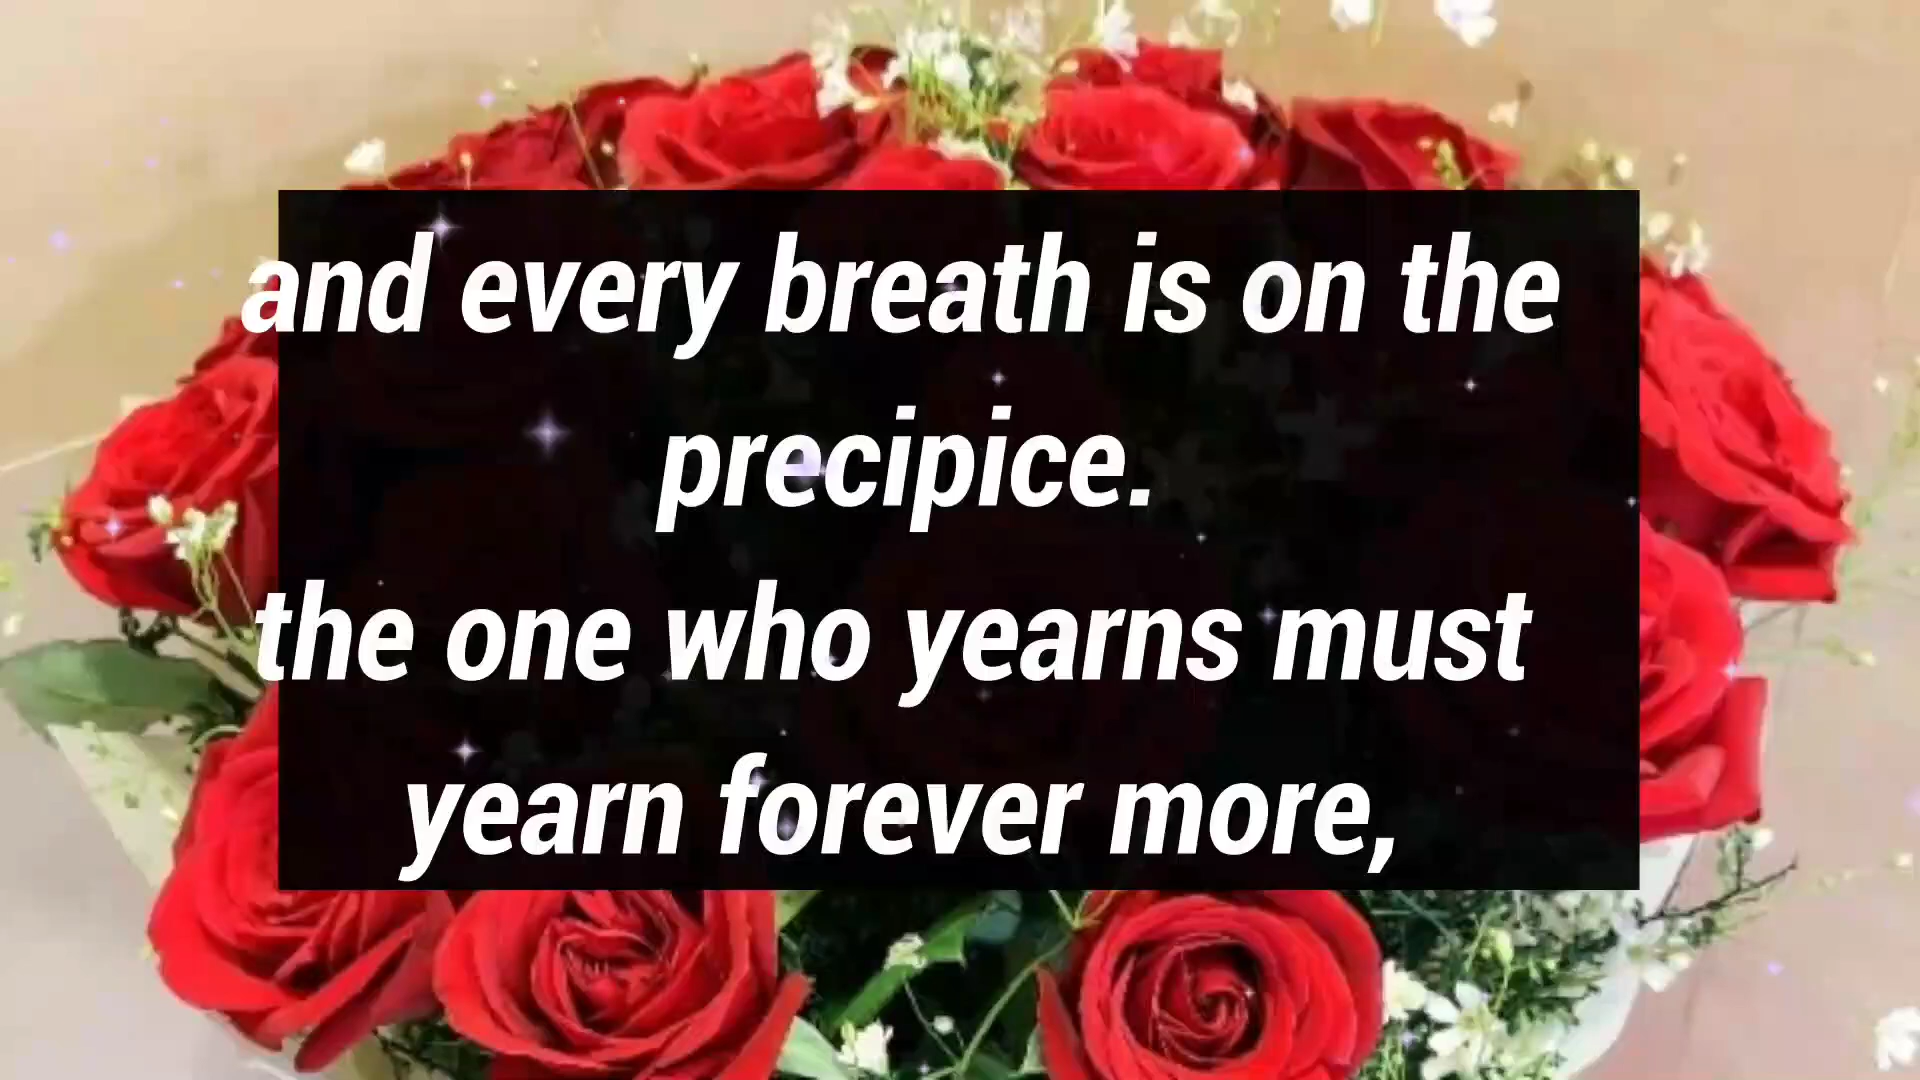 and every breath is on the
precipice.
the one who yearns must
yearn forever more,